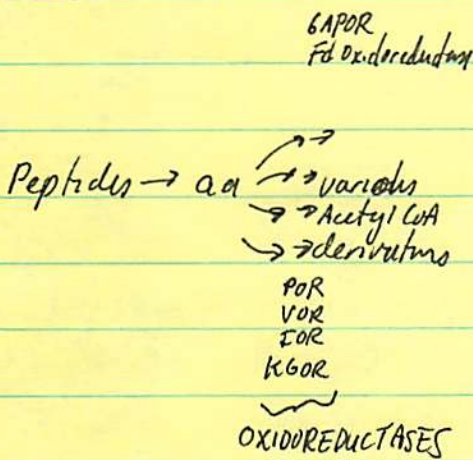 GAPOR
Fd Oxidoreductase
Peptides → aa → → various
→ → Acetyl CoA
→ → derivatives
POR
VOR
IOR
KGOR
OXIDOREDUCTASES